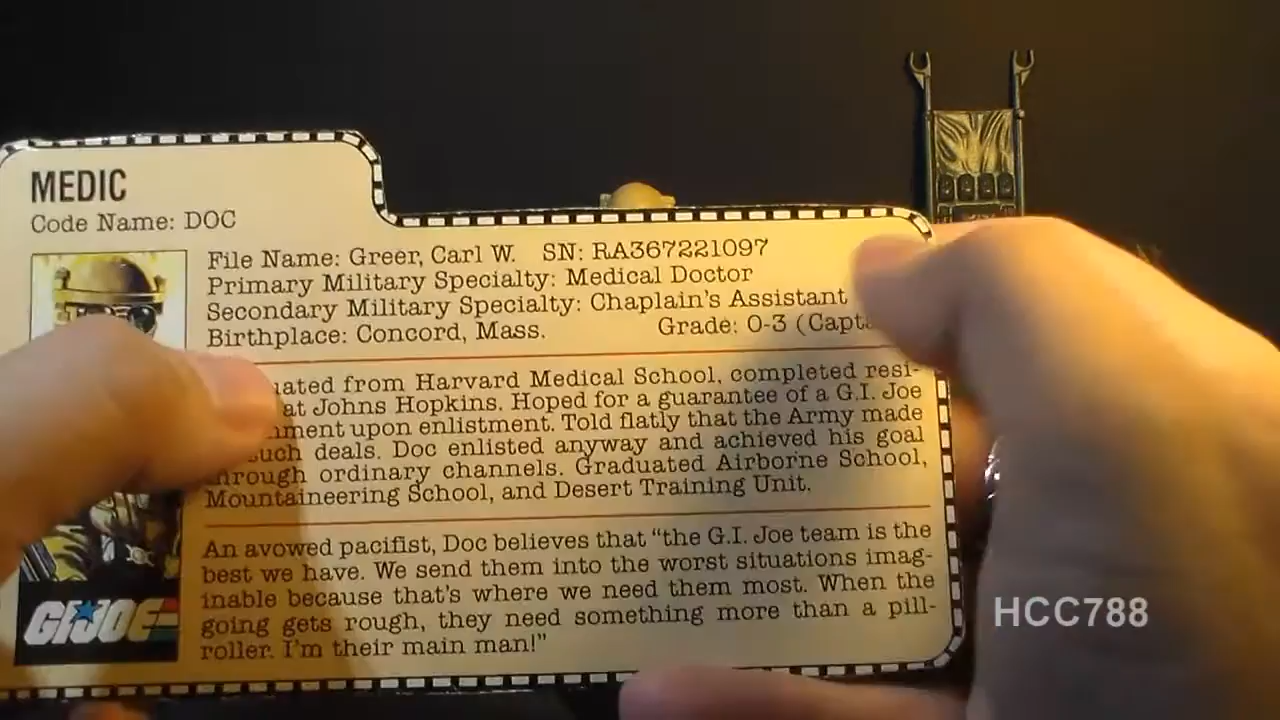 MEDIC
Code Name: DOC
File Name: Greer, Carl W. SN: RA367221097
Primary Military Specialty: Medical Doctor
Secondary Military Specialty: Chaplain's Assistant
Birthplace: Concord, Mass. Grade: O-3
from Harvard Medical School, completed resi-
at Johns Hopkins. Hoped for a guarantee of a G.I. Joe
upon enlistment. Told flatly that the Army made
such deals. Doc enlisted anyway and achieved his goal
through ordinary channels. Graduated Airborne School,
Mountaineering School, and Desert Training Unit.
An avowed pacifist, Doc believes that “the G.I. Joe team is the
best we have. We send them into the worst situations imag-
inable because that's where we need them most. When the
going gets rough, they need something more than a pill-
roller. I'm their main man!”
GI JOE
HCC788